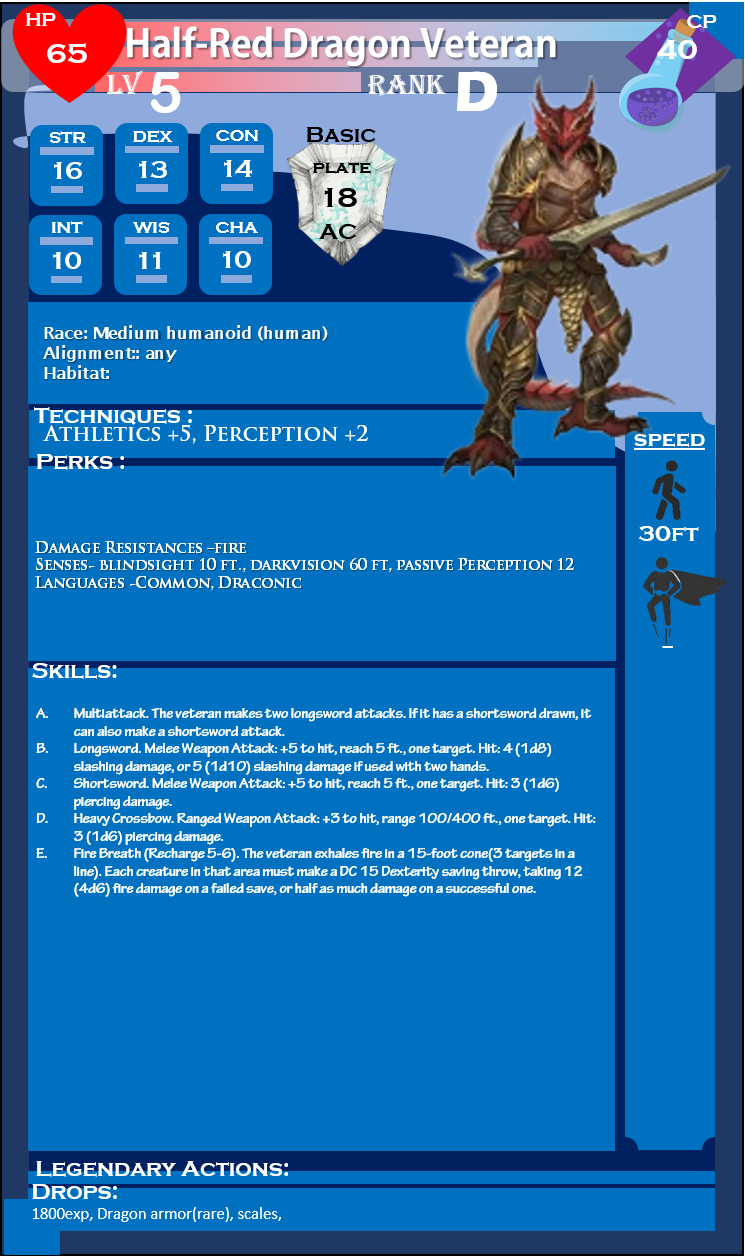 HP
65
Half-Red Dragon Veteran
CP
40
LV 5
RANK D
STR
16
DEX
13
CON
14
INT
10
WIS
11
CHA
10
BASIC
PLATE
18
AC
Race: Medium humanoid (human)
Alignment:: any
Habitat:
TECHNIQUES :
ATHLETICS +5, PERCEPTION +2
PERKS :
DAMAGE RESISTANCES –FIRE
SENSES- BLINDSIGHT 10 FT., DARKVISION 60 FT, PASSIVE PERCEPTION 12
LANGUAGES -COMMON, DRACONIC
SPEED
30FT
SKILLS:
A. Multiattack. The veteran makes two longsword attacks. If it has a shortsword drawn, it
can also make a shortsword attack.
B. Longsword. Melee Weapon Attack: +5 to hit, reach 5 ft., one target. Hit: 4 (1d8)
slashing damage, or 5 (1d10) slashing damage if used with two hands.
C. Shortsword. Melee Weapon Attack: +5 to hit, reach 5 ft., one target. Hit: 3 (1d6)
piercing damage.
D. Heavy Crossbow. Ranged Weapon Attack: +3 to hit, range 100/400 ft., one target. Hit:
3 (1d6) piercing damage.
E. Fire Breath (Recharge 5-6). The veteran exhales fire in a 15-foot cone(3 targets in a
line). Each creature in that area must make a DC 15 Dexterity saving throw, taking 12
(4d6) fire damage on a failed save, or half as much damage on a successful one.
LEGENDARY ACTIONS:
DROPS:
1800exp, Dragon armor(rare), scales,